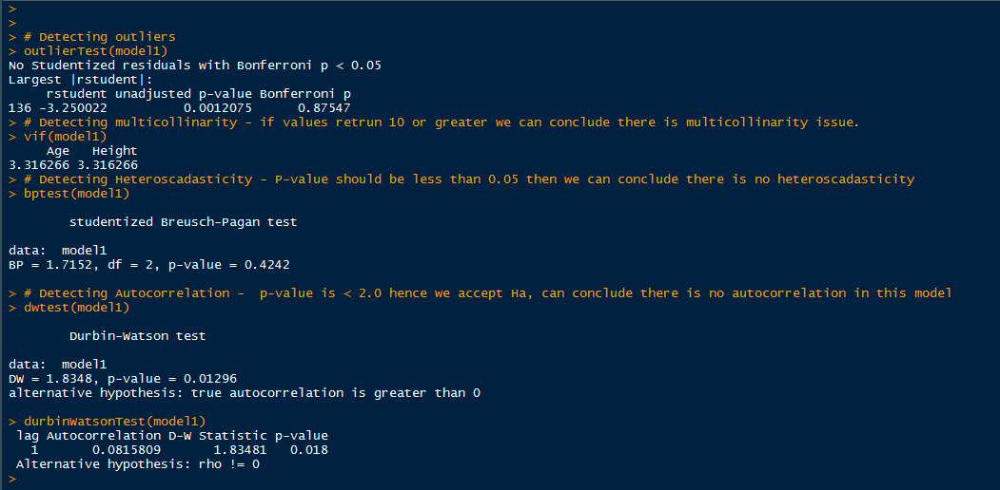 >
>
> # Detecting outliers
> outlierTest(model1)
No Studentized residuals with Bonferroni p < 0.05
Largest |rstudent|:
     rstudent unadjusted p-value Bonferroni p
136 -3.250022          0.0012075      0.87547
> # Detecting multicollinarity - if values retrun 10 or greater we can conclude there is multicollinarity issue.
> vif(model1)
     Age   Height
3.316266 3.316266
> # Detecting Heteroscadasticity - P-value should be less than 0.05 then we can conclude there is no heteroscadasticity
> bptest(model1)
        studentized Breusch-Pagan test
data:  model1
BP = 1.7152, df = 2, p-value = 0.4242
> # Detecting Autocorrelation -  p-value is < 2.0 hence we accept Ha, can conclude there is no autocorrelation in this model
> dwtest(model1)
        Durbin-Watson test
data:  model1
DW = 1.8348, p-value = 0.01296
alternative hypothesis: true autocorrelation is greater than 0
> durbinWatsonTest(model1)
 lag Autocorrelation D-W Statistic p-value
   1       0.0815809       1.83481   0.018
 Alternative hypothesis: rho != 0
>